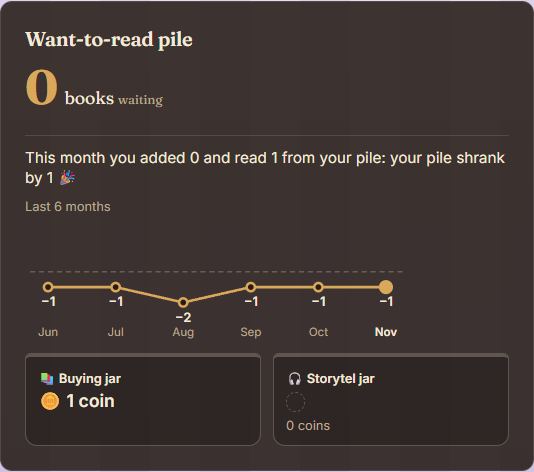 Want-to-read pile
0 books waiting
This month you added 0 and read 1 from your pile: your pile shrank
by 1 🎉
Last 6 months
−1 −1 −2 −1 −1 −1
Jun Jul Aug Sep Oct Nov
Buying jar
1 coin
Storytel jar
0 coins